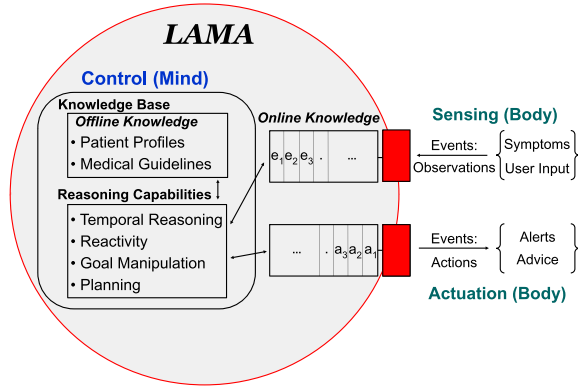 LAMA
Control (Mind)
Knowledge Base
Offline Knowledge
• Patient Profiles
• Medical Guidelines
Reasoning Capabilities
• Temporal Reasoning
• Reactivity
• Goal Manipulation
• Planning
Online Knowledge
e₁ e₂ e₃ . ...
... . a₃ a₂ a₁
Sensing (Body)
Events:
Observations
Symptoms
User Input
Events:
Actions
Alerts
Advice
Actuation (Body)